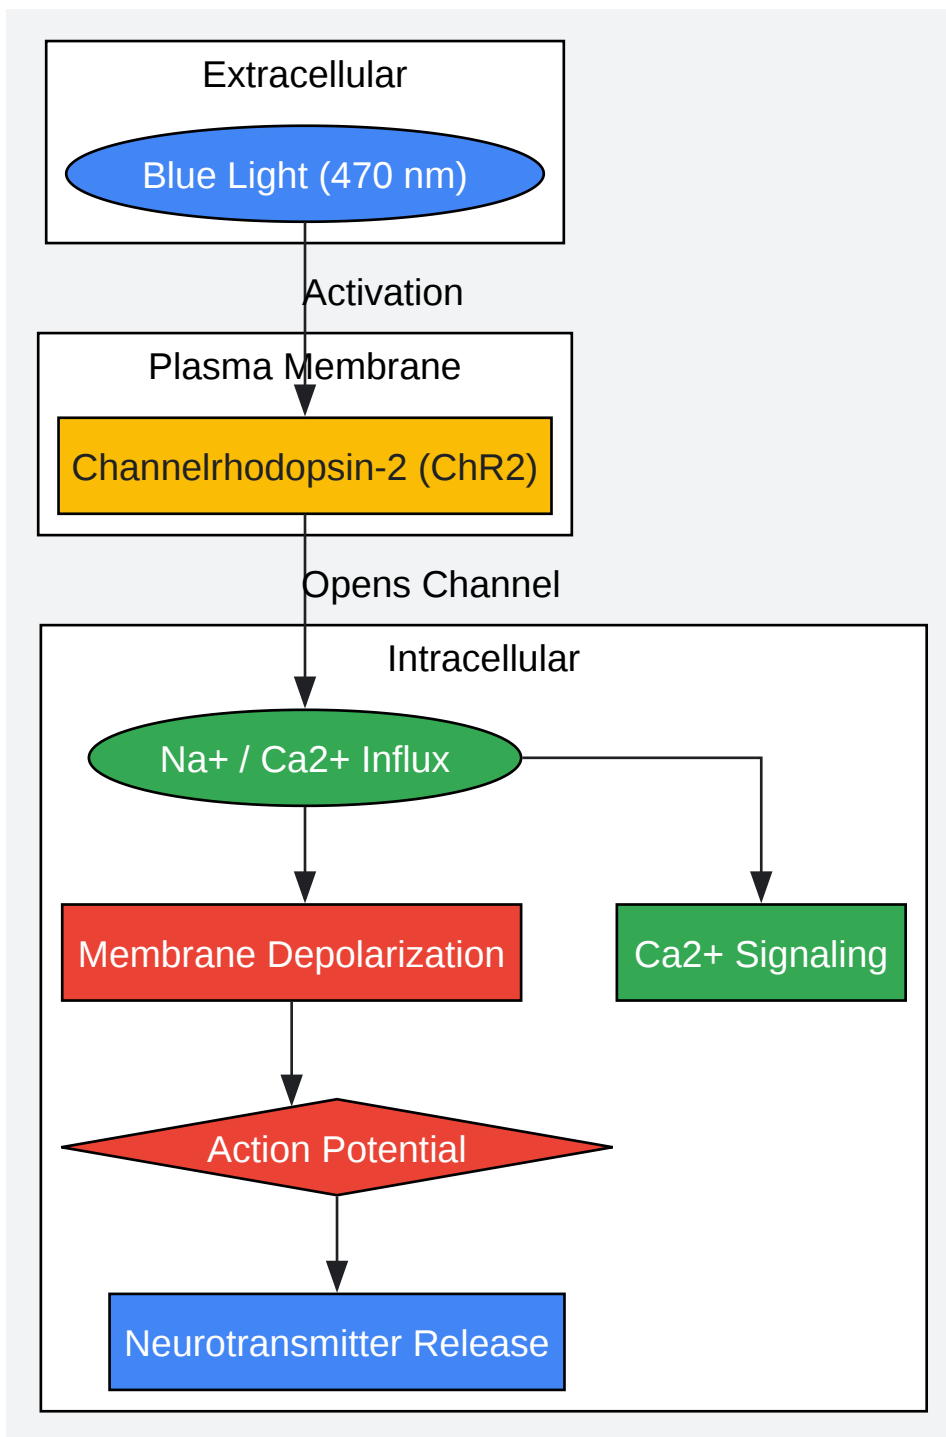 Extracellular
Blue Light (470 nm)
Activation
Plasma Membrane
Channelrhodopsin-2 (ChR2)
Opens Channel
Intracellular
Na+ / Ca2+ Influx
Membrane Depolarization
Ca2+ Signaling
Action Potential
Neurotransmitter Release